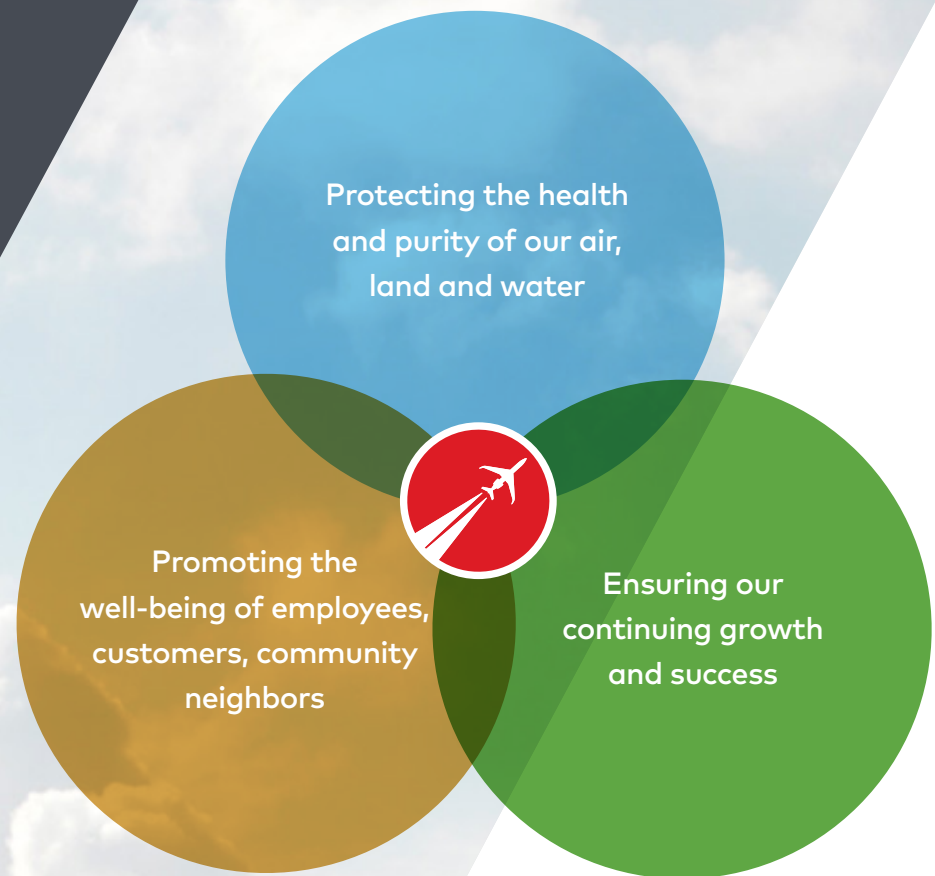 Protecting the health
and purity of our air,
land and water
Promoting the
well-being of employees,
customers, community
neighbors
Ensuring our
continuing growth
and success